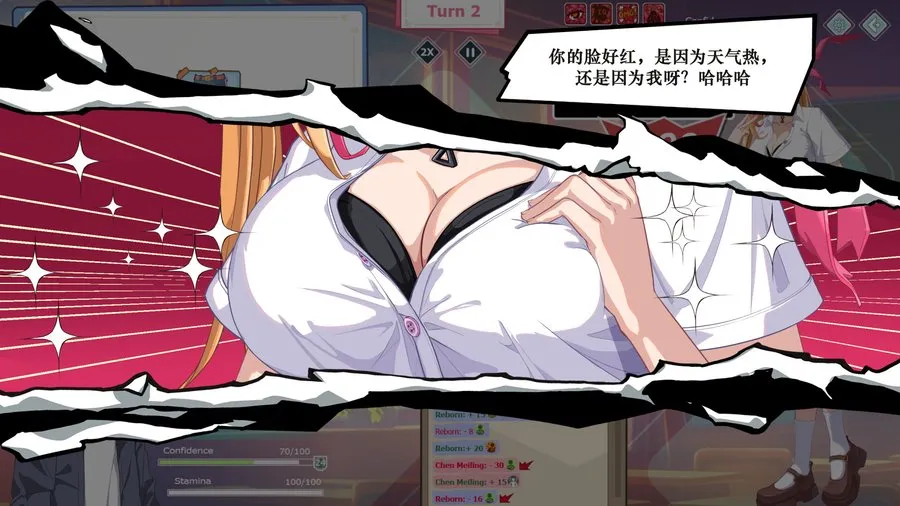 Turn 2
2X
你的脸好红，是因为天气热，
还是因为我呀？哈哈哈
Reborn: - 8
Reborn:+ 20
Chen Meiling: - 30
Chen Meiling: + 15
Reborn: - 16
Confidence
70/100
24
Stamina
100/100